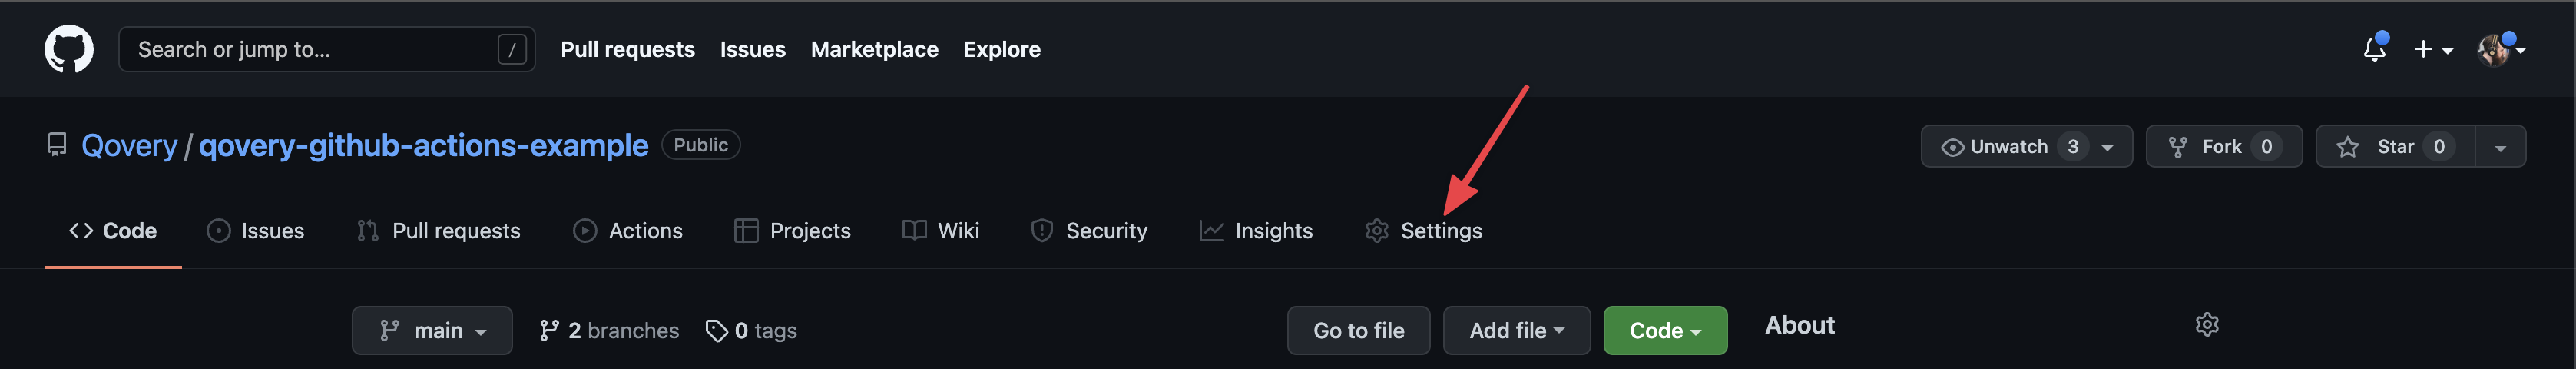 Search or jump to... / Pull requests Issues Marketplace Explore
Qovery / qovery-github-actions-example Public Unwatch 3 Fork 0 Star 0
<> Code Issues Pull requests Actions Projects Wiki Security Insights Settings
main 2 branches 0 tags Go to file Add file Code About